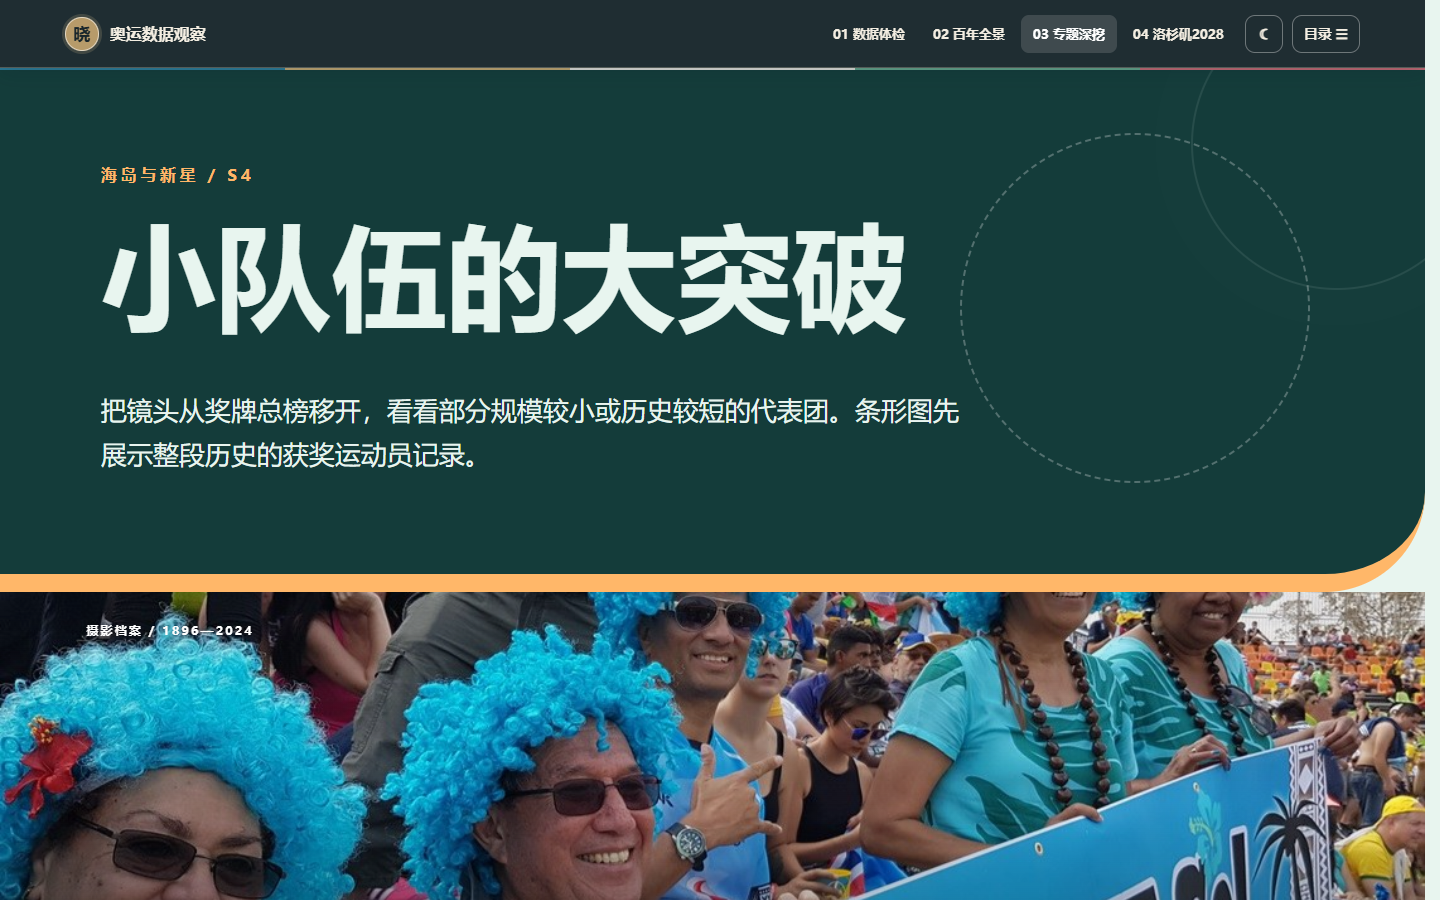 晓 奥运数据观察 01 数据体检 02 百年全景 03 专题深挖 04 洛杉矶2028 目录 ☰
海岛与新星 / S4
小队伍的大突破
把镜头从奖牌总榜移开，看看部分规模较小或历史较短的代表团。条形图先
展示整段历史的获奖运动员记录。
摄影档案 / 1896—2024